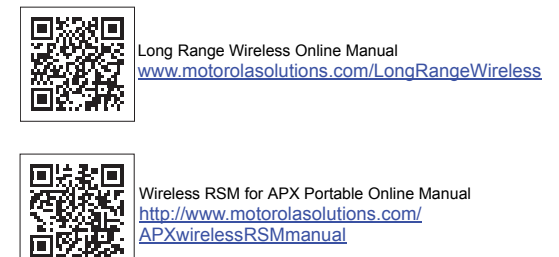 Long Range Wireless Online Manual
www.motorolasolutions.com/LongRangeWireless
Wireless RSM for APX Portable Online Manual
http://www.motorolasolutions.com/
APXwirelessRSMmanual